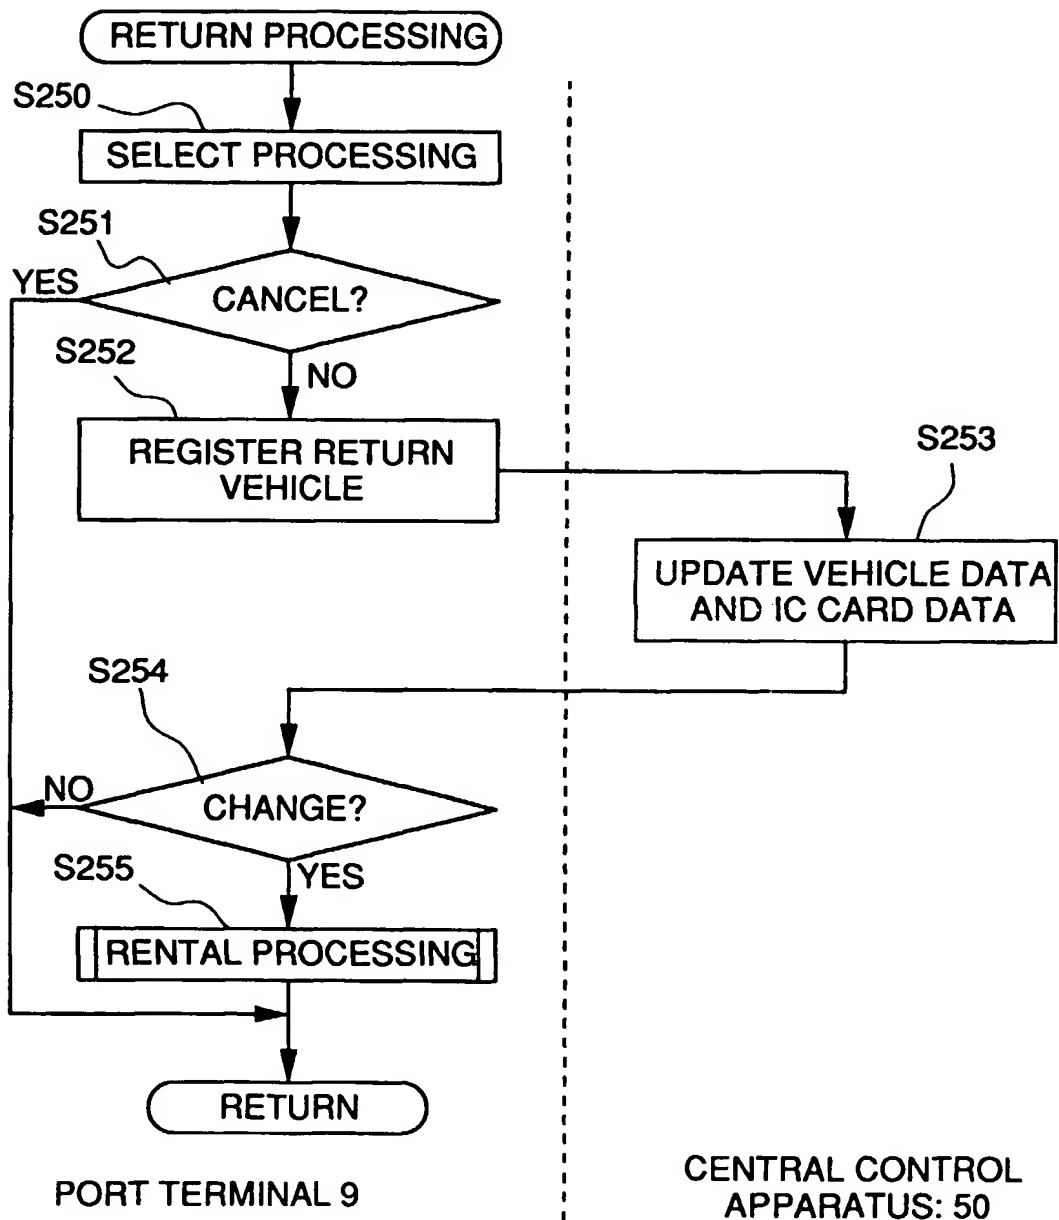 RETURN PROCESSING
S250
SELECT PROCESSING
S251
YES
CANCEL?
S252
NO
REGISTER RETURN
VEHICLE
S253
UPDATE VEHICLE DATA
AND IC CARD DATA
S254
NO
CHANGE?
S255
YES
RENTAL PROCESSING
RETURN
PORT TERMINAL 9
CENTRAL CONTROL
APPARATUS: 50